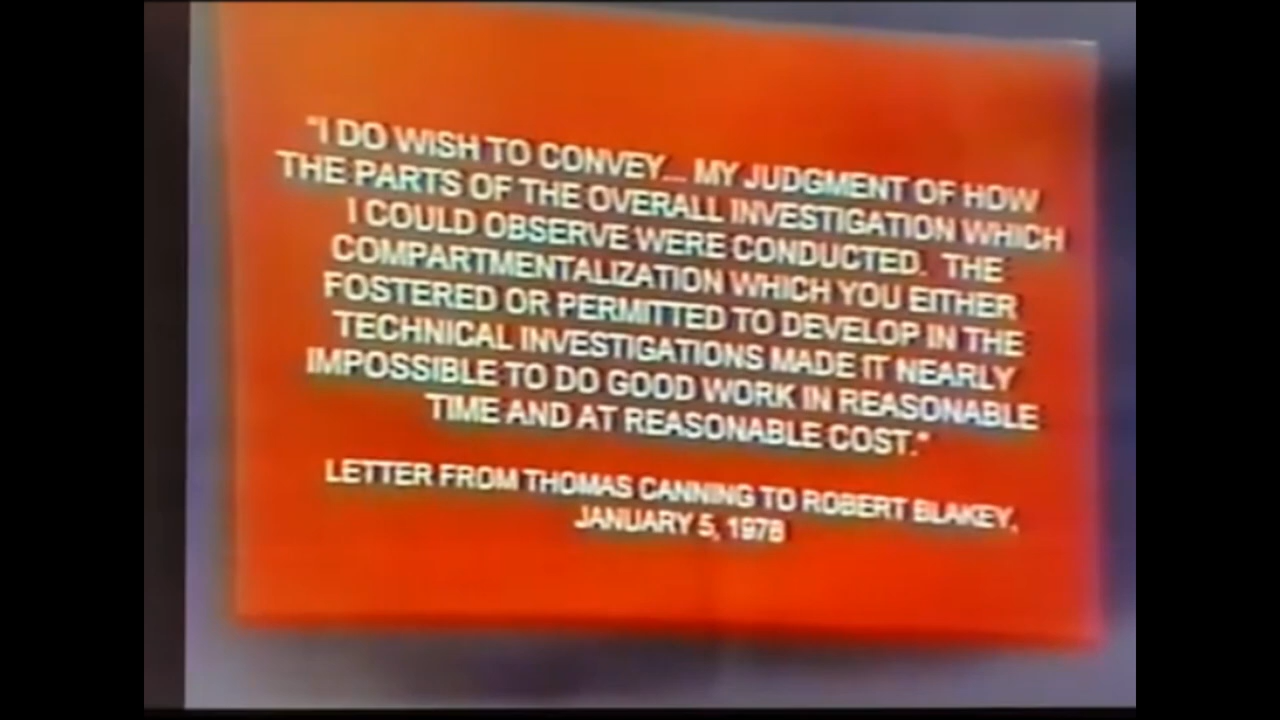 "I DO WISH TO CONVEY... MY JUDGMENT OF HOW
THE PARTS OF THE OVERALL INVESTIGATION WHICH
I COULD OBSERVE WERE CONDUCTED. THE
COMPARTMENTALIZATION WHICH YOU EITHER
FOSTERED OR PERMITTED TO DEVELOP IN THE
TECHNICAL INVESTIGATIONS MADE IT NEARLY
IMPOSSIBLE TO DO GOOD WORK IN REASONABLE
TIME AND AT REASONABLE COST."
LETTER FROM THOMAS CANNING TO ROBERT BLAKEY,
JANUARY 5, 1978